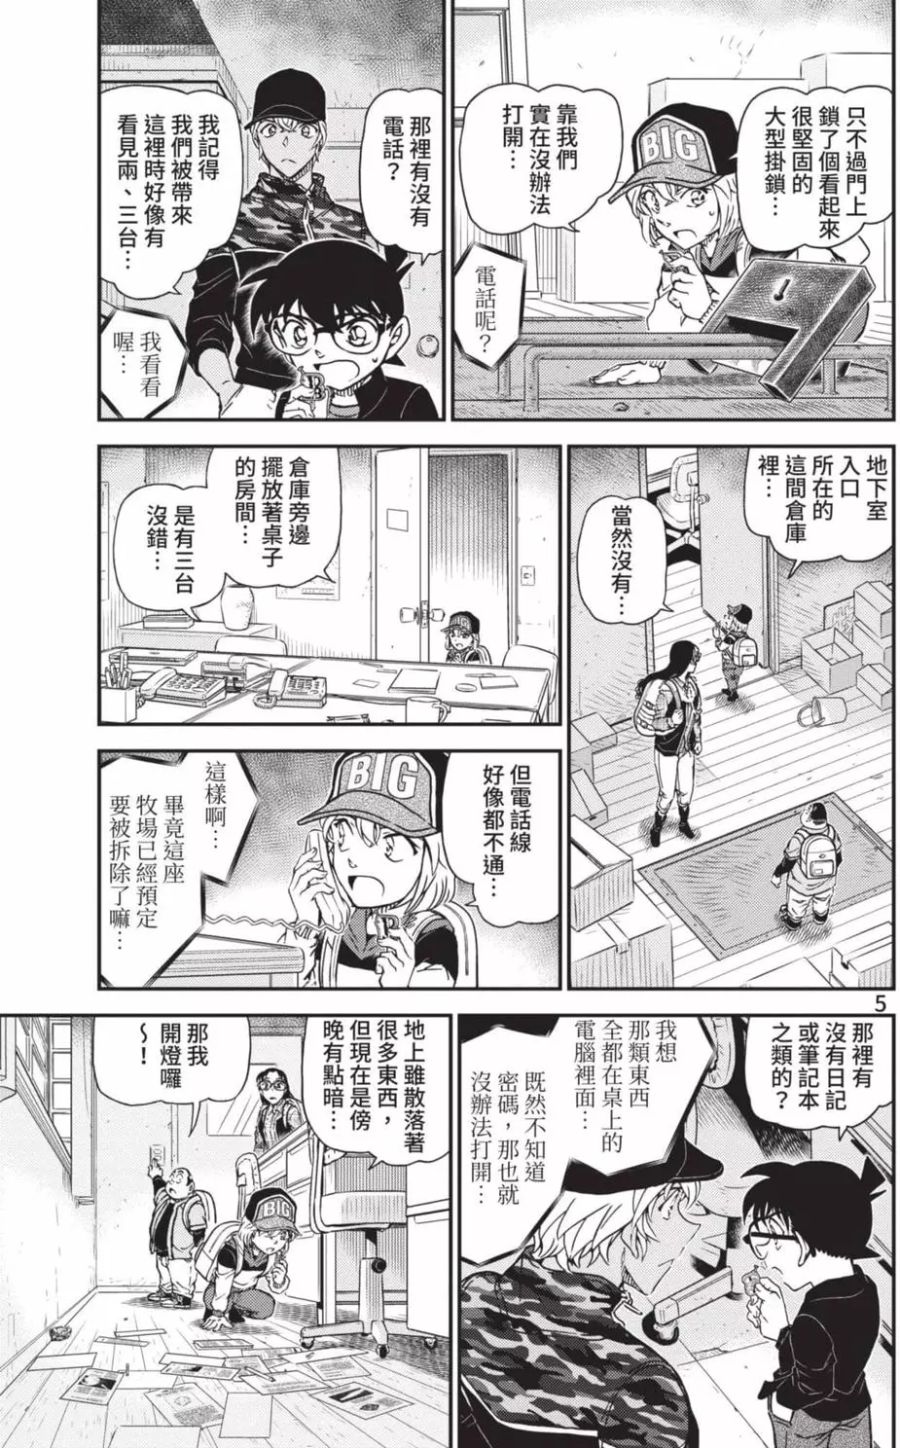 只不過門上
鎖了個看起來
很堅固的
大型掛鎖…
靠我們
實在沒辦法
打開…
BIG
電話呢?
那裡有沒有
電話?
我記得
我們被帶來
這裡時好像有
看見兩、三台…
我看看
喔…
地下室
入口
所在的
這間倉庫
裡…
當然沒有…
倉庫旁邊
擺放著桌子
的房間…
是有三台
沒錯…
但電話線
好像都不通…
BIG
這樣啊…
畢竟這座
牧場已經預定
要被拆除了嘛…
5
那裡有
沒有日記
或筆記本
之類的?
我想
那類東西
全都在桌上的
電腦裡面…
既然不知道
密碼,那也就
沒辦法打開…
地上雖散落著
很多東西,
但現在是傍
晚有點暗…
那我
開燈囉
~!
BIG